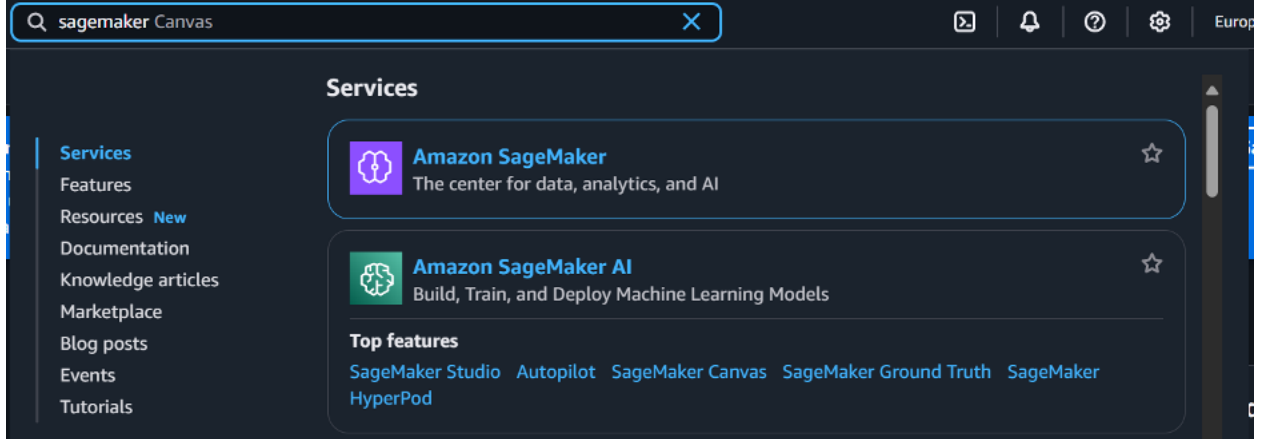 sagemaker Canvas
Europ
Services
Services
Features
Resources New
Documentation
Knowledge articles
Marketplace
Blog posts
Events
Tutorials
Amazon SageMaker
The center for data, analytics, and AI
Amazon SageMaker AI
Build, Train, and Deploy Machine Learning Models
Top features
SageMaker Studio Autopilot SageMaker Canvas SageMaker Ground Truth SageMaker
HyperPod